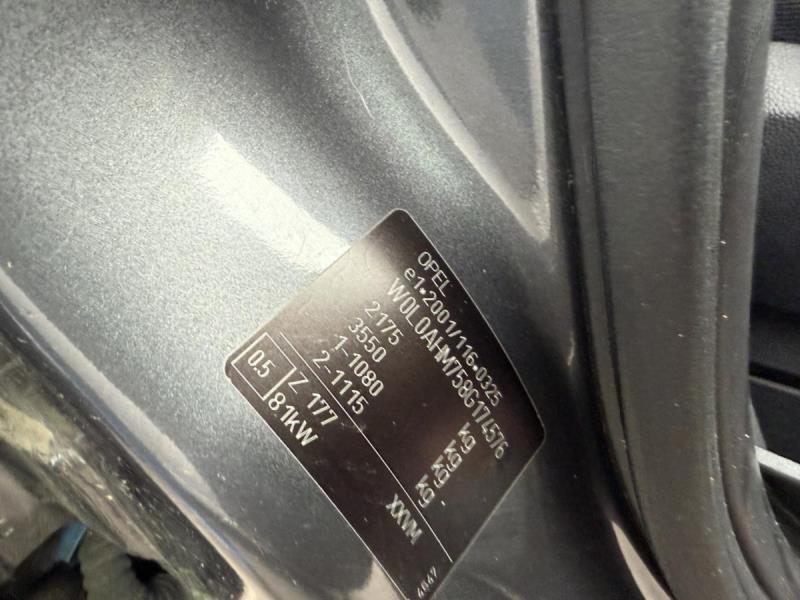 OPEL
e1*2001/116*0325
W0L0AHM758G174576
2175 kg
3550 kg
1-1080 kg
2-1115 kg
0.5
Z 177
81kW
XXVM